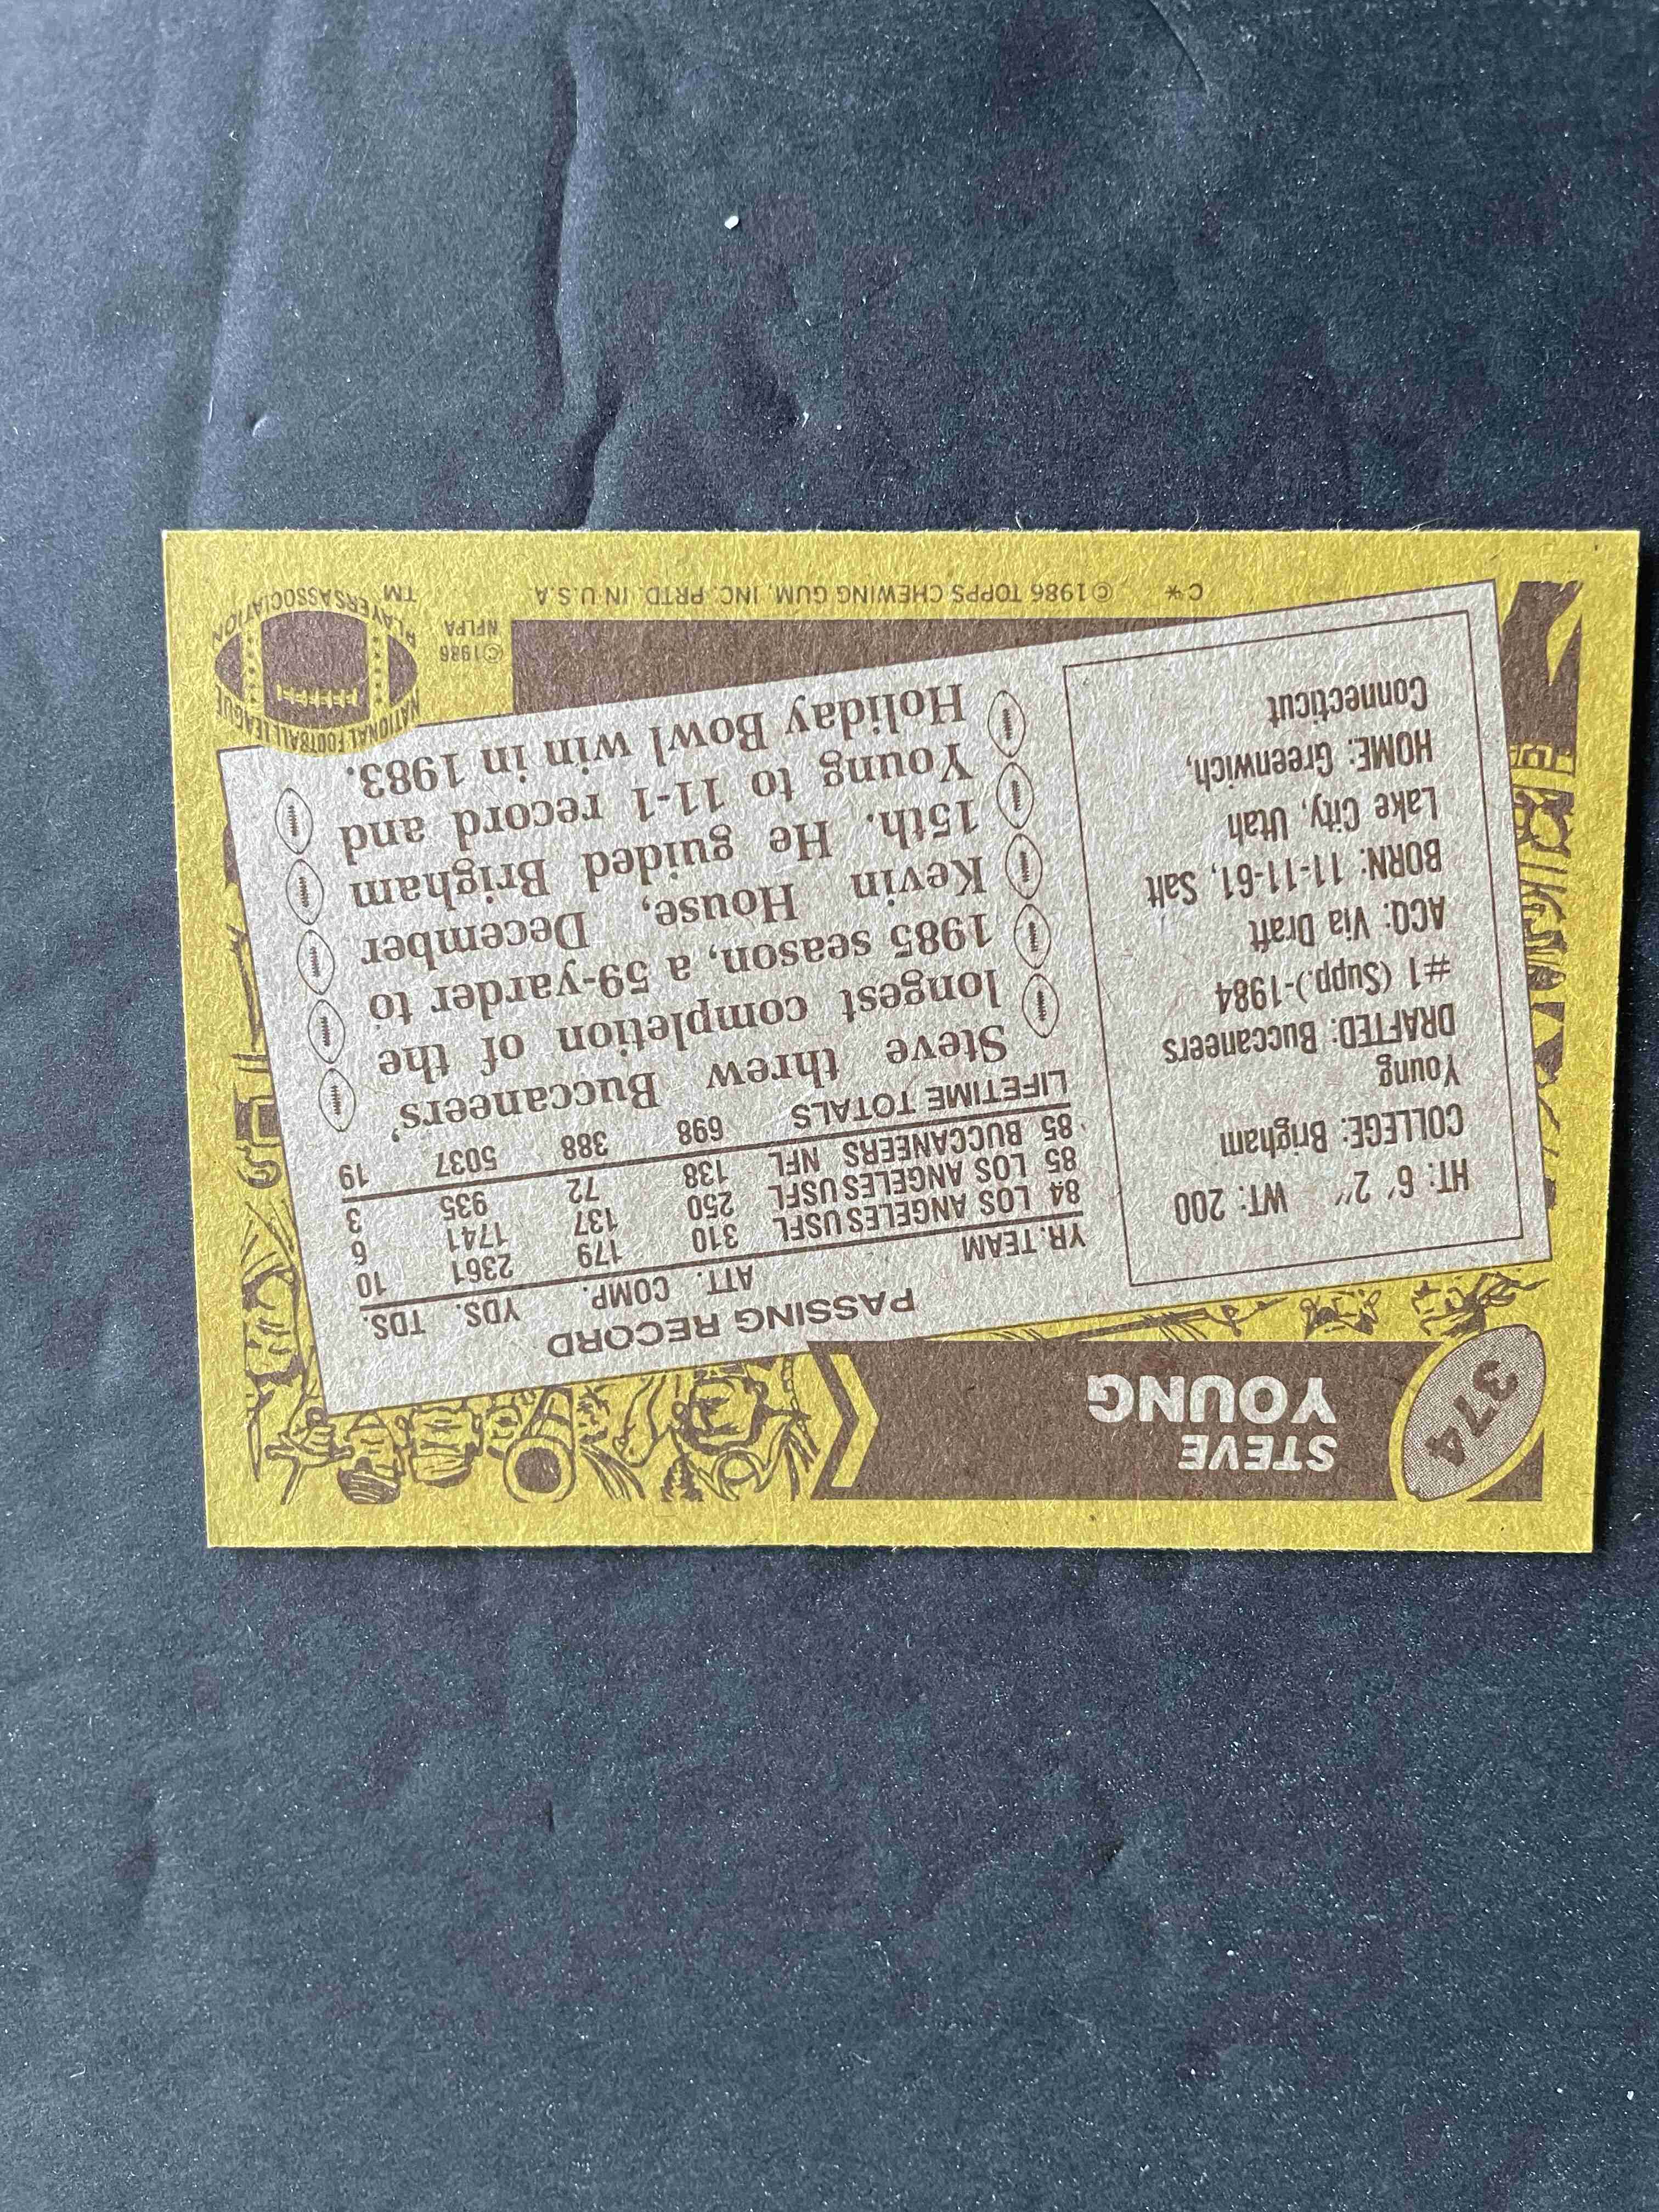 374
STEVE
YOUNG
HT: 6' 2" WT: 200
COLLEGE: Brigham
Young
DRAFTED: Buccaneers
#1 (Supp.)-1984
ACQ: Via Draft
BORN: 11-11-61, Salt
Lake City, Utah
HOME: Greenwich,
Connecticut
PASSING RECORD
YR. TEAM ATT. COMP. YDS. TDS.
84 LOS ANGELES USFL 310 179 2361 10
85 LOS ANGELES USFL 250 137 1741 6
85 BUCCANEERS NFL 138 72 935 3
LIFETIME TOTALS 698 388 5037 19
Steve threw Buccaneers'
longest completion of the
1985 season, a 59-yarder to
Kevin House, December
15th. He guided Brigham
Young to 11-1 record and
Holiday Bowl win in 1983.
NATIONAL FOOTBALL LEAGUE
PLAYERS ASSOCIATION
TM
©1986
NFLPA
C* ©1986 TOPPS CHEWING GUM, INC. PRTD. IN U.S.A.